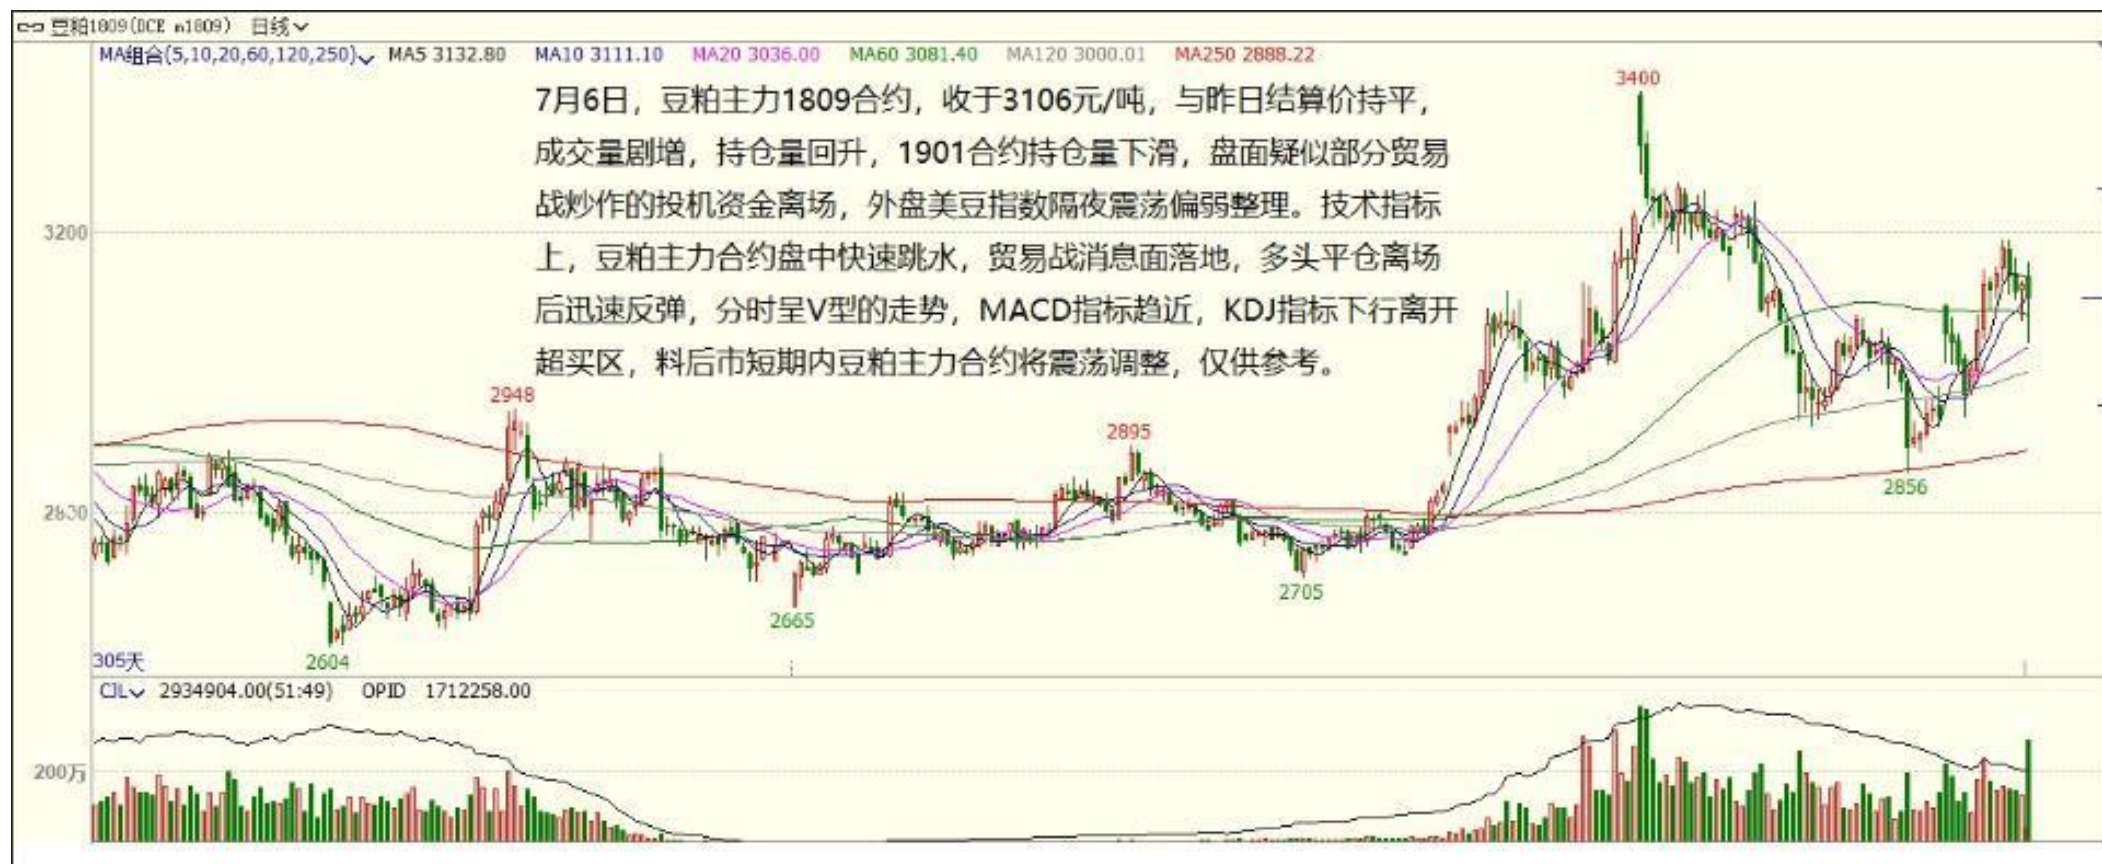 豆粕1809(DCE m1809) 日线
MA组合(5,10,20,60,120,250) MA5 3132.80 MA10 3111.10 MA20 3036.00 MA60 3081.40 MA120 3000.01 MA250 2888.22
3400
7月6日，豆粕主力1809合约，收于3106元/吨，与昨日结算价持平，
成交量剧增，持仓量回升，1901合约持仓量下滑，盘面疑似部分贸易
战炒作的投机资金离场，外盘美豆指数隔夜震荡偏弱整理。技术指标
3200
上，豆粕主力合约盘中快速跳水，贸易战消息面落地，多头平仓离场
后迅速反弹，分时呈V型的走势，MACD指标趋近，KDJ指标下行离开
超买区，料后市短期内豆粕主力合约将震荡调整，仅供参考。
2948
2895
2856
2800
2705
2665
2604
305天
CJL 2934904.00(51:49) OPID 1712258.00
200万